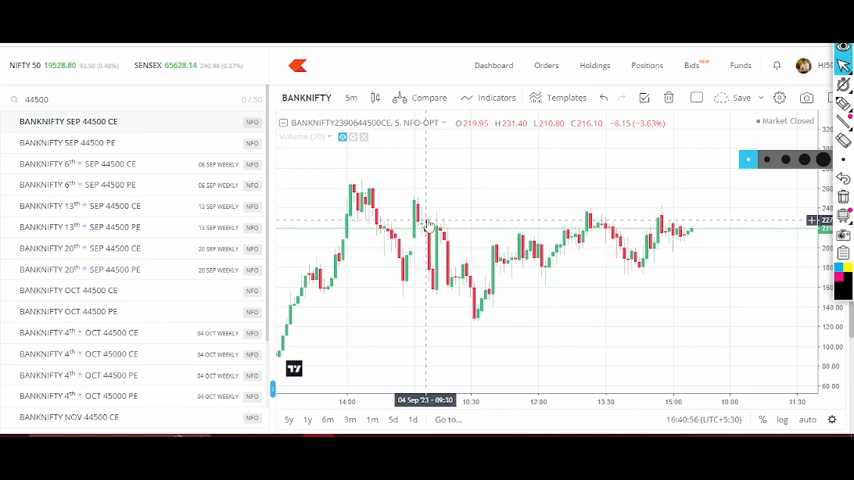 NIFTY 50 19528.80 93.50 (0.48%) SENSEX 65628.14 240.98 (0.37%)
Dashboard Orders Holdings Positions Bids NEW Funds
44500 0 / 50
BANKNIFTY 5m Compare Indicators Templates Save
BANKNIFTY SEP 44500 CE NFO
BANKNIFTY SEP 44500 PE NFO
BANKNIFTY 6th SEP 44500 CE 06 SEP WEEKLY NFO
BANKNIFTY 6th SEP 44500 PE 06 SEP WEEKLY NFO
BANKNIFTY 13th SEP 44500 CE 13 SEP WEEKLY NFO
BANKNIFTY 13th SEP 44500 PE 13 SEP WEEKLY NFO
BANKNIFTY 20th SEP 44500 CE 20 SEP WEEKLY NFO
BANKNIFTY 20th SEP 44500 PE 20 SEP WEEKLY NFO
BANKNIFTY OCT 44500 CE NFO
BANKNIFTY OCT 44500 PE NFO
BANKNIFTY 4th OCT 44500 CE 04 OCT WEEKLY NFO
BANKNIFTY 4th OCT 45000 CE 04 OCT WEEKLY NFO
BANKNIFTY 4th OCT 44500 PE 04 OCT WEEKLY NFO
BANKNIFTY 4th OCT 45000 PE 04 OCT WEEKLY NFO
BANKNIFTY NOV 44500 CE NFO
BANKNIFTY2390644500CE, 5, NFO-OPT O219.95 H231.40 L210.80 C216.10 −8.15 (−3.63%) Market Closed
Volume (20)
260.00
240.00
200.00
180.00
160.00
140.00
120.00
100.00
80.00
60.00
14:00 04 Sep '23 - 09:30 10:30 12:00 13:30 15:00 10:00 11:30
5y 1y 6m 3m 1m 5d 1d Go to... 16:40:56 (UTC+5:30) % log auto